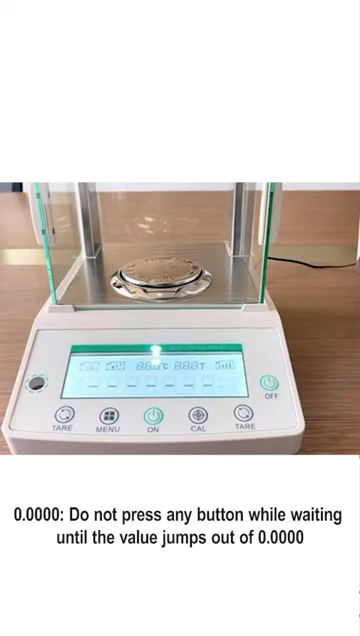 888°C 888T
OFF
TARE MENU ON CAL TARE
0.0000: Do not press any button while waiting
until the value jumps out of 0.0000